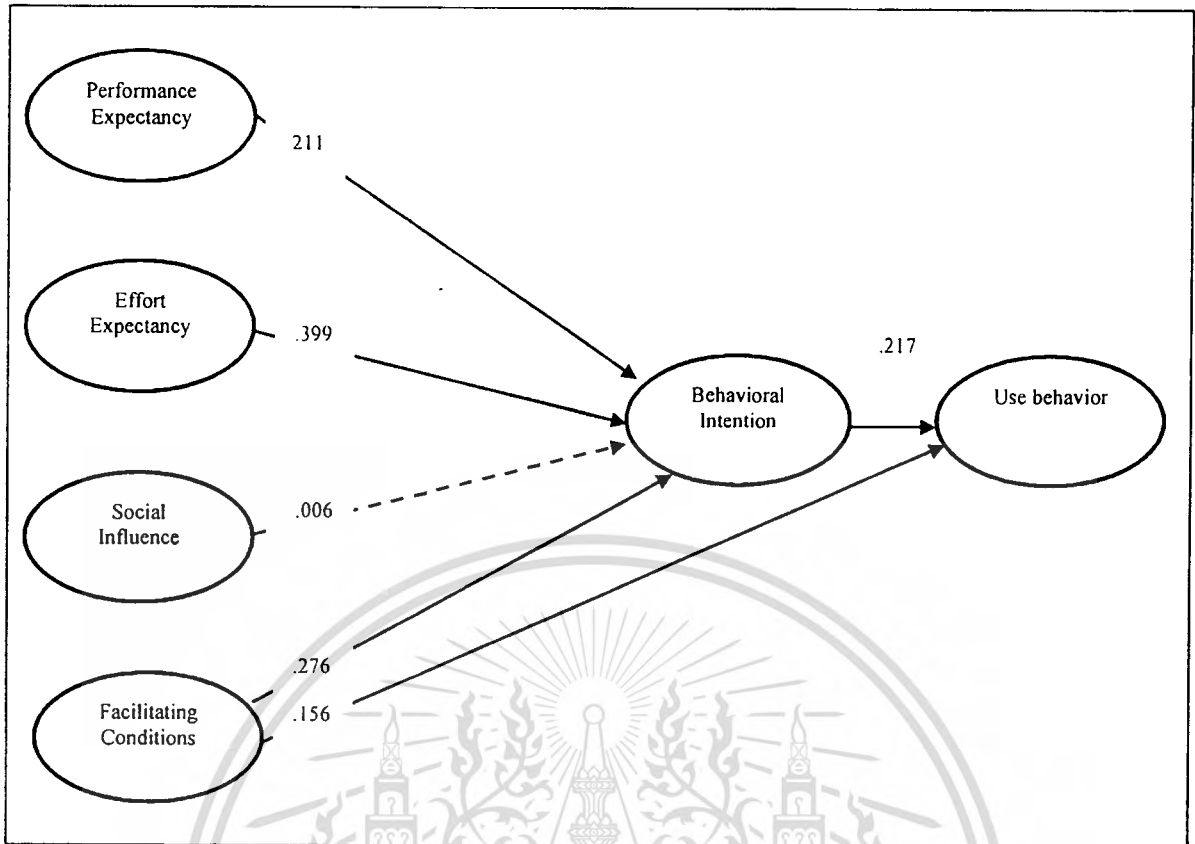 Performance
Expectancy
211
Effort
Expectancy
.399
Behavioral
Intention
.217
Use behavior
Social
Influence
.006
Facilitating
Conditions
.276
.156